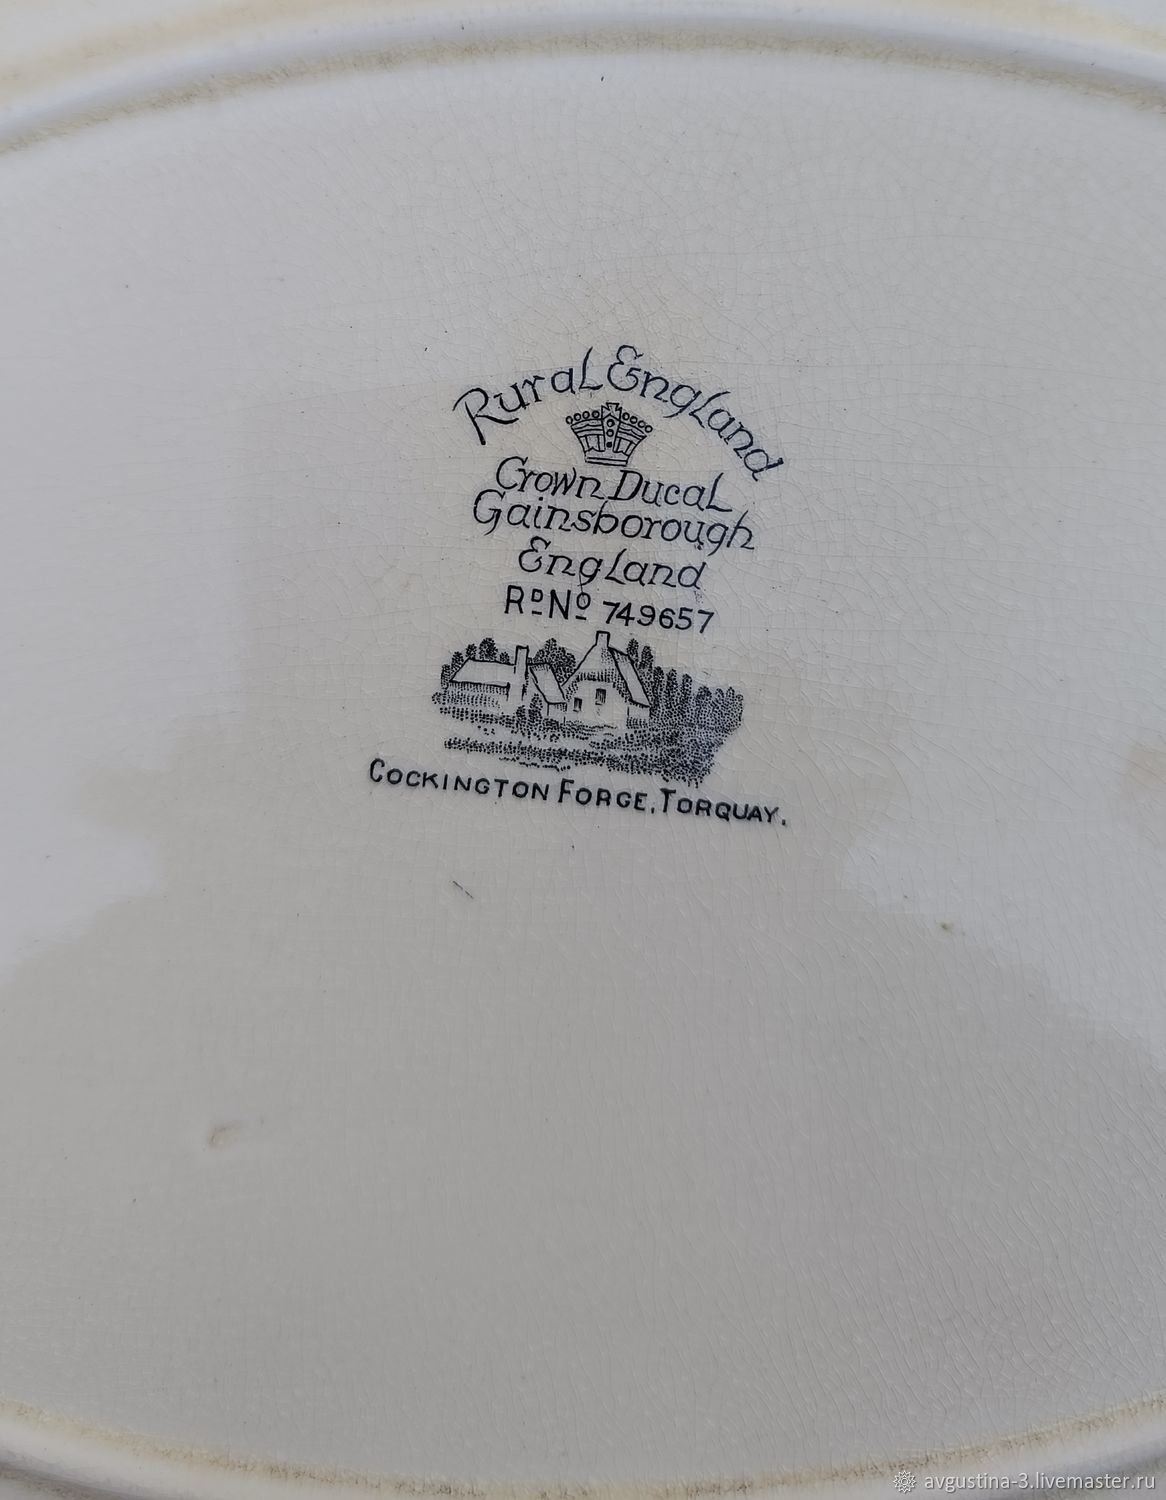 Rural England
Crown Ducal
Gainsborough
England
Rᴰ Nº 749657
COCKINGTON FORGE, TORQUAY.
avgustina-3.livemaster.ru